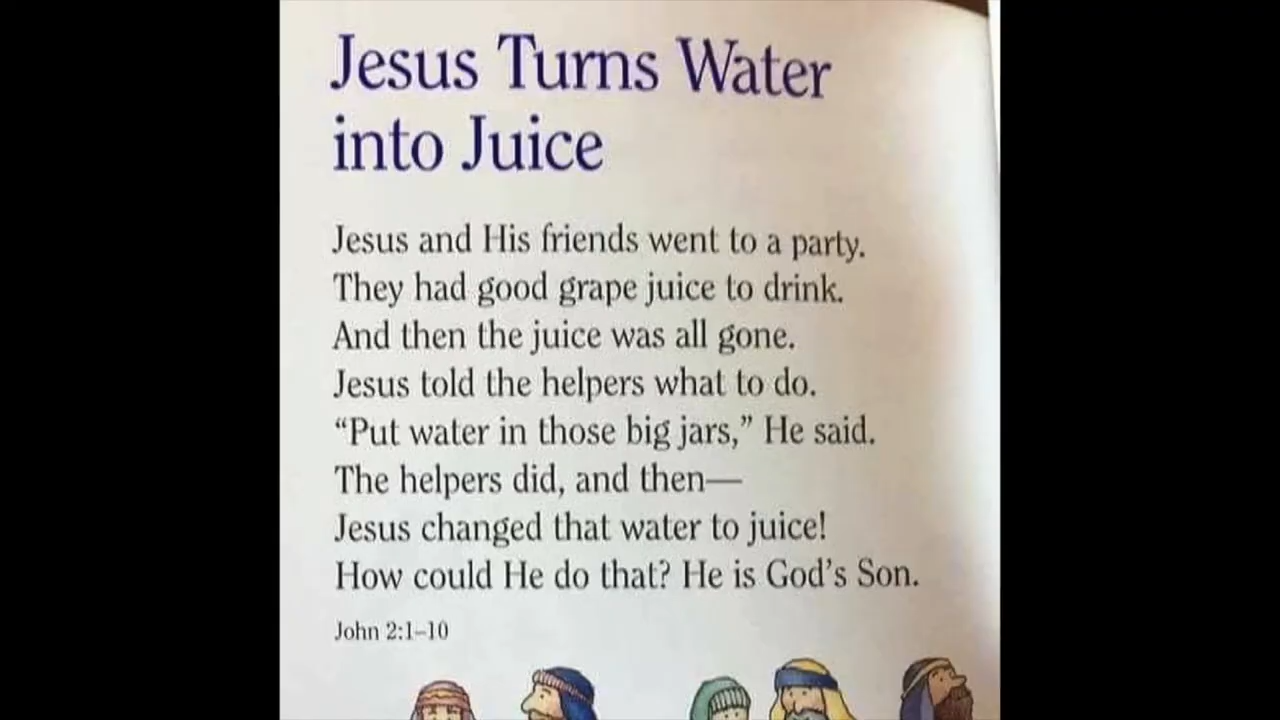 Jesus Turns Water
into Juice
Jesus and His friends went to a party.
They had good grape juice to drink.
And then the juice was all gone.
Jesus told the helpers what to do.
“Put water in those big jars,” He said.
The helpers did, and then—
Jesus changed that water to juice!
How could He do that? He is God’s Son.
John 2:1–10